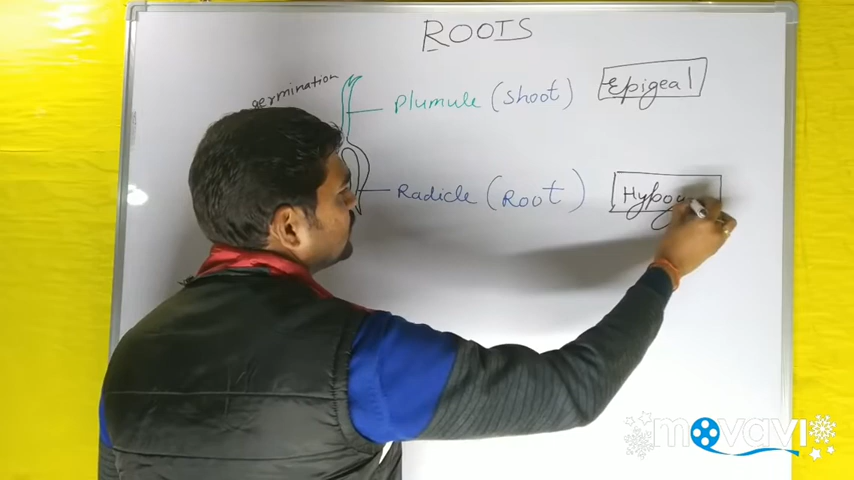 ROOTS
germination
Plumule (Shoot)
Epigeal
Radicle (Root)
movavi